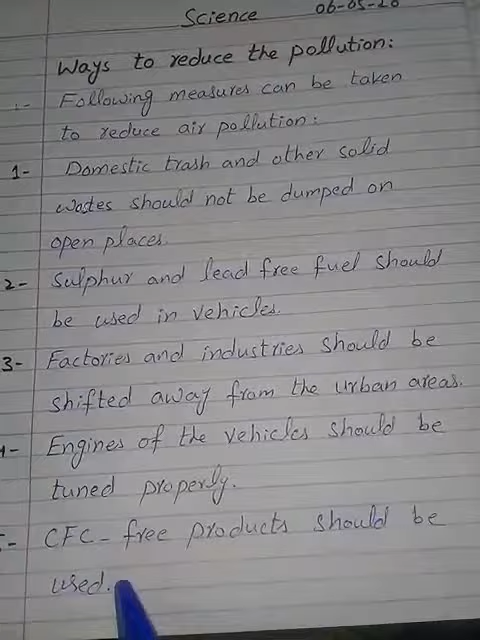 Science 06-05-20
Ways to reduce the pollution:
:- Following measures can be taken
to reduce air pollution:
1- Domestic trash and other solid
wastes should not be dumped on
open places.
2- Sulphur and lead free fuel should
be used in vehicles.
3- Factories and industries should be
shifted away from the urban areas.
4- Engines of the vehicles should be
tuned properly.
5- CFC-free products should be
used.